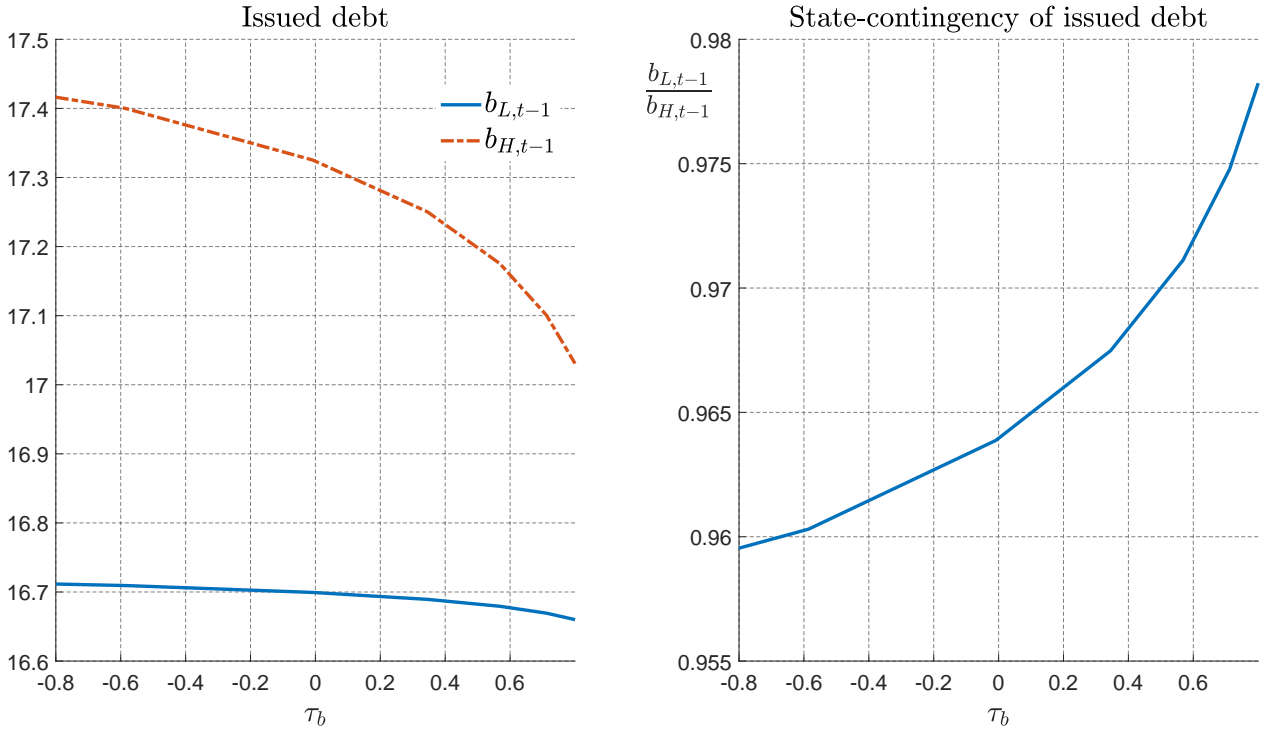 Issued debt
17.5
17.4
17.3
17.2
17.1
17
16.9
16.8
16.7
16.6
-0.8 -0.6 -0.4 -0.2 0 0.2 0.4 0.6
τ_b
b_{L,t−1}
b_{H,t−1}
State-contingency of issued debt
b_{L,t−1}
b_{H,t−1}
0.98
0.975
0.97
0.965
0.96
0.955
-0.8 -0.6 -0.4 -0.2 0 0.2 0.4 0.6
τ_b